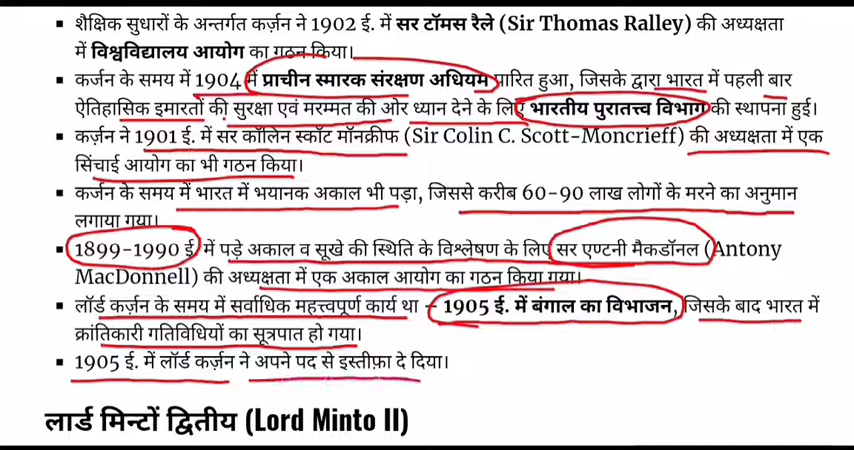 ▪ शैक्षिक सुधारों के अन्तर्गत कर्ज़न ने 1902 ई. में सर टॉमस रैले (Sir Thomas Ralley) की अध्यक्षता
में विश्वविद्यालय आयोग का गठन किया।
▪ कर्जन के समय में 1904 में प्राचीन स्मारक संरक्षण अधियम पारित हुआ, जिसके द्वारा भारत में पहली बार
ऐतिहासिक इमारतों की सुरक्षा एवं मरम्मत की ओर ध्यान देने के लिए भारतीय पुरातत्त्व विभाग की स्थापना हुई।
▪ कर्ज़न ने 1901 ई. में सर कॉलिन स्कॉट मॉनक्रीफ (Sir Colin C. Scott-Moncrieff) की अध्यक्षता में एक
सिंचाई आयोग का भी गठन किया।
▪ कर्जन के समय में भारत में भयानक अकाल भी पड़ा, जिससे करीब 60-90 लाख लोगों के मरने का अनुमान
लगाया गया।
▪ 1899-1990 ई. में पड़े अकाल व सूखे की स्थिति के विश्लेषण के लिए सर एण्टनी मैकडॉनल (Antony
MacDonnell) की अध्यक्षता में एक अकाल आयोग का गठन किया गया।
▪ लॉर्ड कर्ज़न के समय में सर्वाधिक महत्त्वपूर्ण कार्य था – 1905 ई. में बंगाल का विभाजन, जिसके बाद भारत में
क्रांतिकारी गतिविधियों का सूत्रपात हो गया।
▪ 1905 ई. में लॉर्ड कर्ज़न ने अपने पद से इस्तीफ़ा दे दिया।
लार्ड मिन्टों द्वितीय (Lord Minto II)